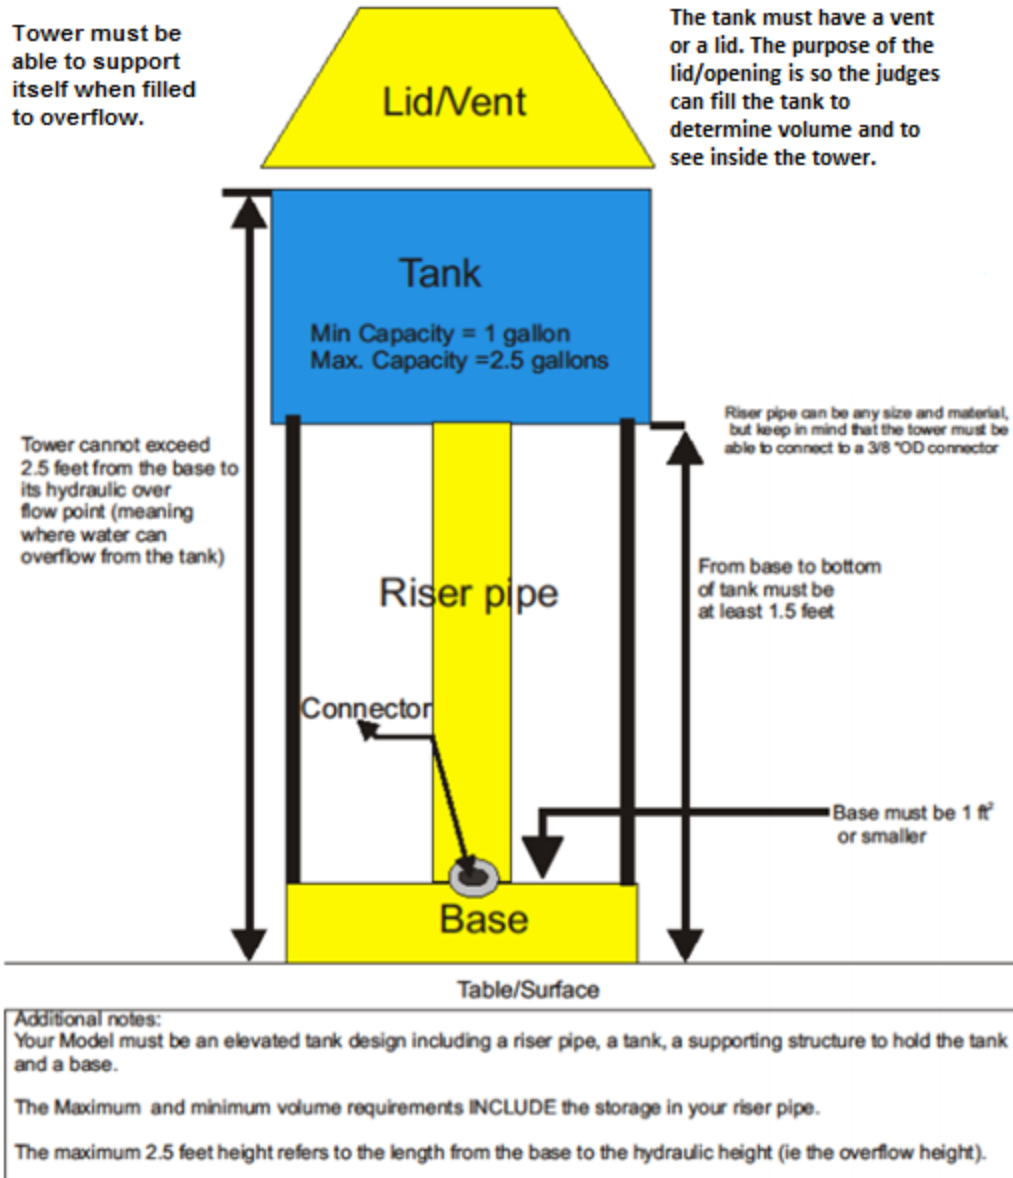 Tower must be
able to support
itself when filled
to overflow.
The tank must have a vent
or a lid. The purpose of the
lid/opening is so the judges
can fill the tank to
determine volume and to
see inside the tower.
Lid/Vent
Tank
Min Capacity = 1 gallon
Max. Capacity =2.5 gallons
Riser pipe can be any size and material,
but keep in mind that the tower must be
able to connect to a 3/8 "OD connector
Tower cannot exceed
2.5 feet from the base to
its hydraulic over
flow point (meaning
where water can
overflow from the tank)
From base to bottom
of tank must be
at least 1.5 feet
Riser pipe
Connector
Base must be 1 ft²
or smaller
Base
Table/Surface
Additional notes:
Your Model must be an elevated tank design including a riser pipe, a tank, a supporting structure to hold the tank
and a base.
The Maximum and minimum volume requirements INCLUDE the storage in your riser pipe.
The maximum 2.5 feet height refers to the length from the base to the hydraulic height (ie the overflow height).